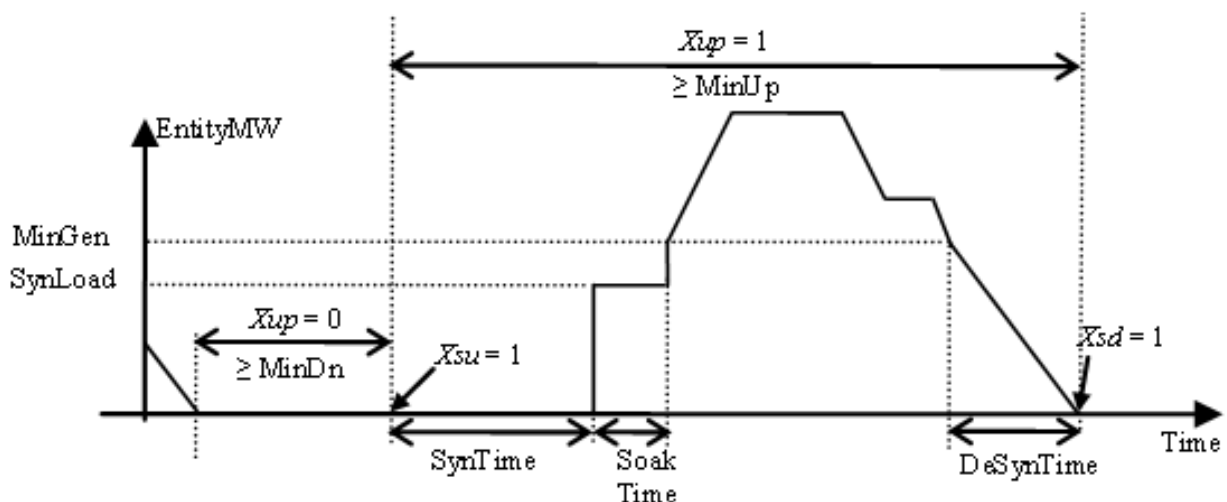 Xup = 1
≥ MinUp
EntityMW
MinGen
SynLoad
Xup = 0
≥ MinDn
Xsu = 1
Xsd = 1
SynTime
Soak
Time
DeSynTime
Time